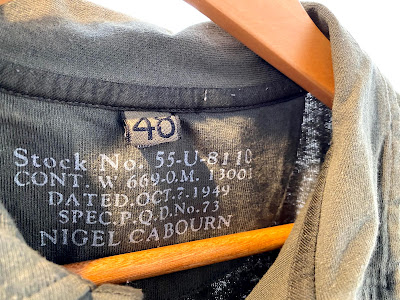 40
Stock No. 55-U-8110
CONT. W. 669-O.M. 13001
DATED.OCT.7.1949
SPEC.P.Q.D.No.73
NIGEL CABOURN